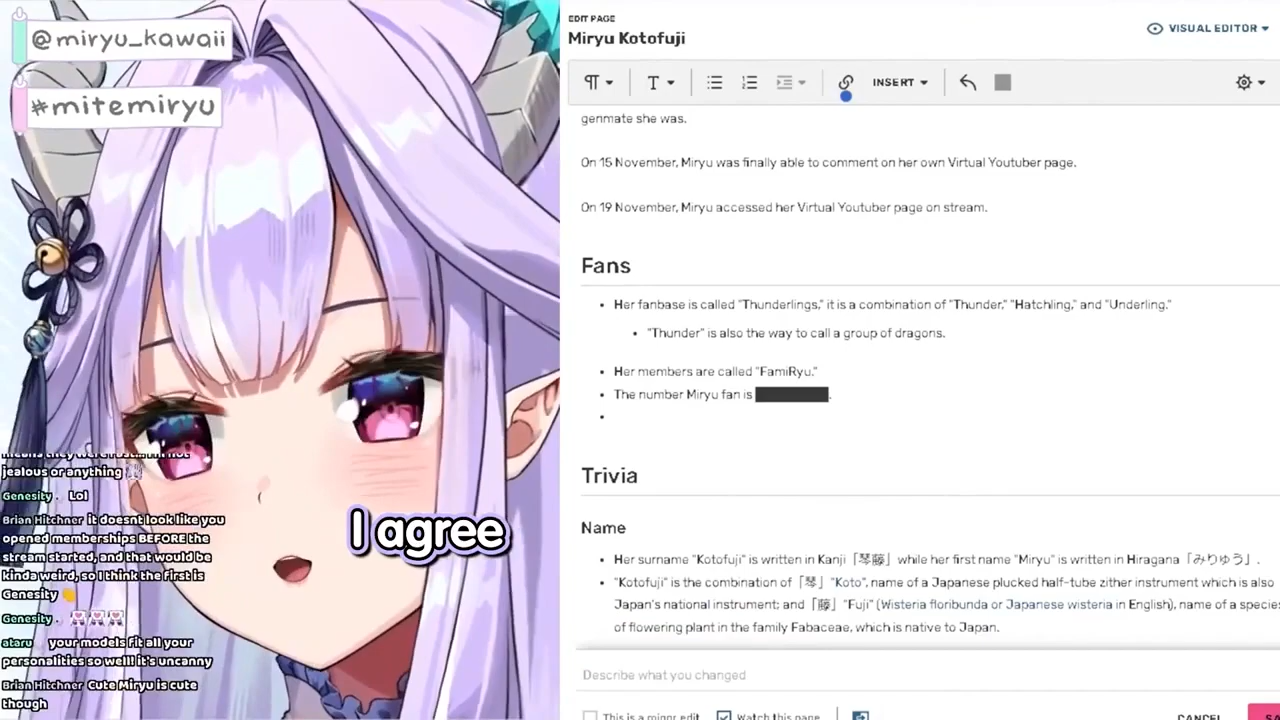 @miryu_kawaii
#mitemiryu
jealous or anything
Genesity. Lol
Brian Hitchner it doesnt look like you
opened memberships BEFORE the
stream started, and that would be
kinda weird, so I think the first is
Genesity
Genesity.
ataru your models fit all your
personalities so well! it's uncanny
Brian Hitchner Cute Miryu is cute
though
I agree
EDIT PAGE
Miryu Kotofuji
VISUAL EDITOR
INSERT
genmate she was.
On 15 November, Miryu was finally able to comment on her own Virtual Youtuber page.
On 19 November, Miryu accessed her Virtual Youtuber page on stream.
Fans
Her fanbase is called "Thunderlings," it is a combination of "Thunder," "Hatchling," and "Underling."
"Thunder" is also the way to call a group of dragons.
Her members are called "FamiRyu."
The number Miryu fan is .
Trivia
Name
Her surname "Kotofuji" is written in Kanji「琴藤」while her first name "Miryu" is written in Hiragana「みりゅう」.
"Kotofuji" is the combination of「琴」"Koto", name of a Japanese plucked half-tube zither instrument which is also
Japan's national instrument; and「藤」"Fuji" (Wisteria floribunda or Japanese wisteria in English), name of a species
of flowering plant in the family Fabaceae, which is native to Japan.
Describe what you changed
This is a minor edit Watch this page
CANCEL